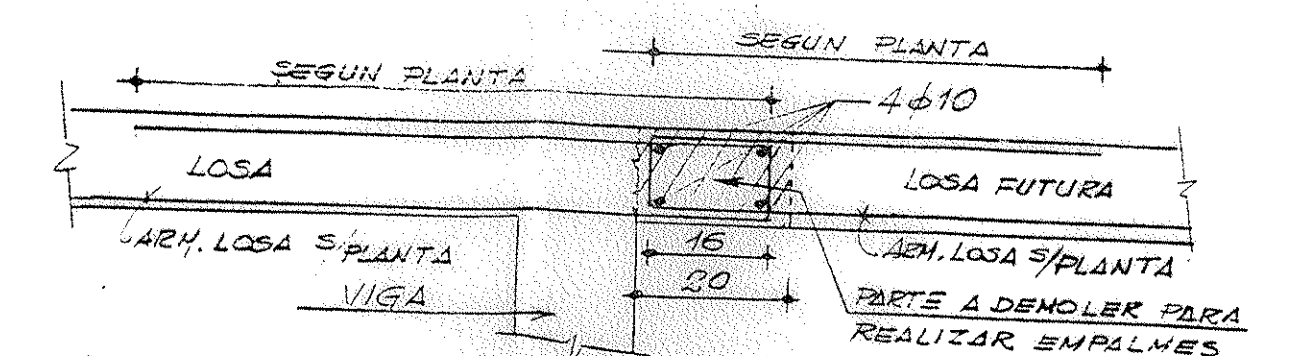 SEGUN PLANTA
SEGUN PLANTA
4ϕ10
LOSA
LOSA FUTURA
ARM. LOSA S/PLANTA
16
ARM. LOSA S/PLANTA
VIGA
20
PARTE A DEMOLER PARA
REALIZAR EMPALMES